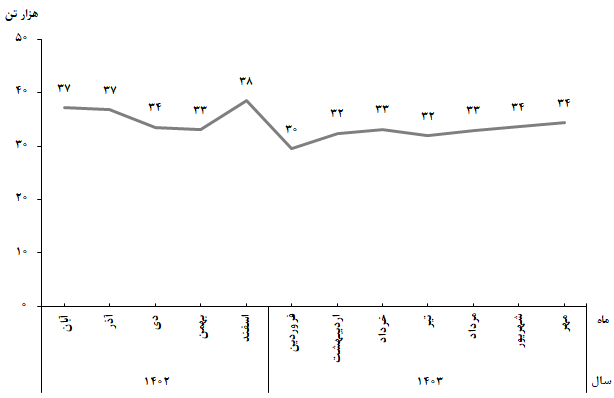 هزار تن
۵۰
۴۰
۳۰
۲۰
۱۰
۰
۳۷ ۳۷ ۳۴ ۳۳ ۳۸ ۳۰ ۳۲ ۳۳ ۳۲ ۳۳ ۳۴ ۳۴
آبان آذر دی بهمن اسفند فروردین اردیبهشت خرداد تیر مرداد شهریور مهر ماه
۱۴۰۲ ۱۴۰۳ سال